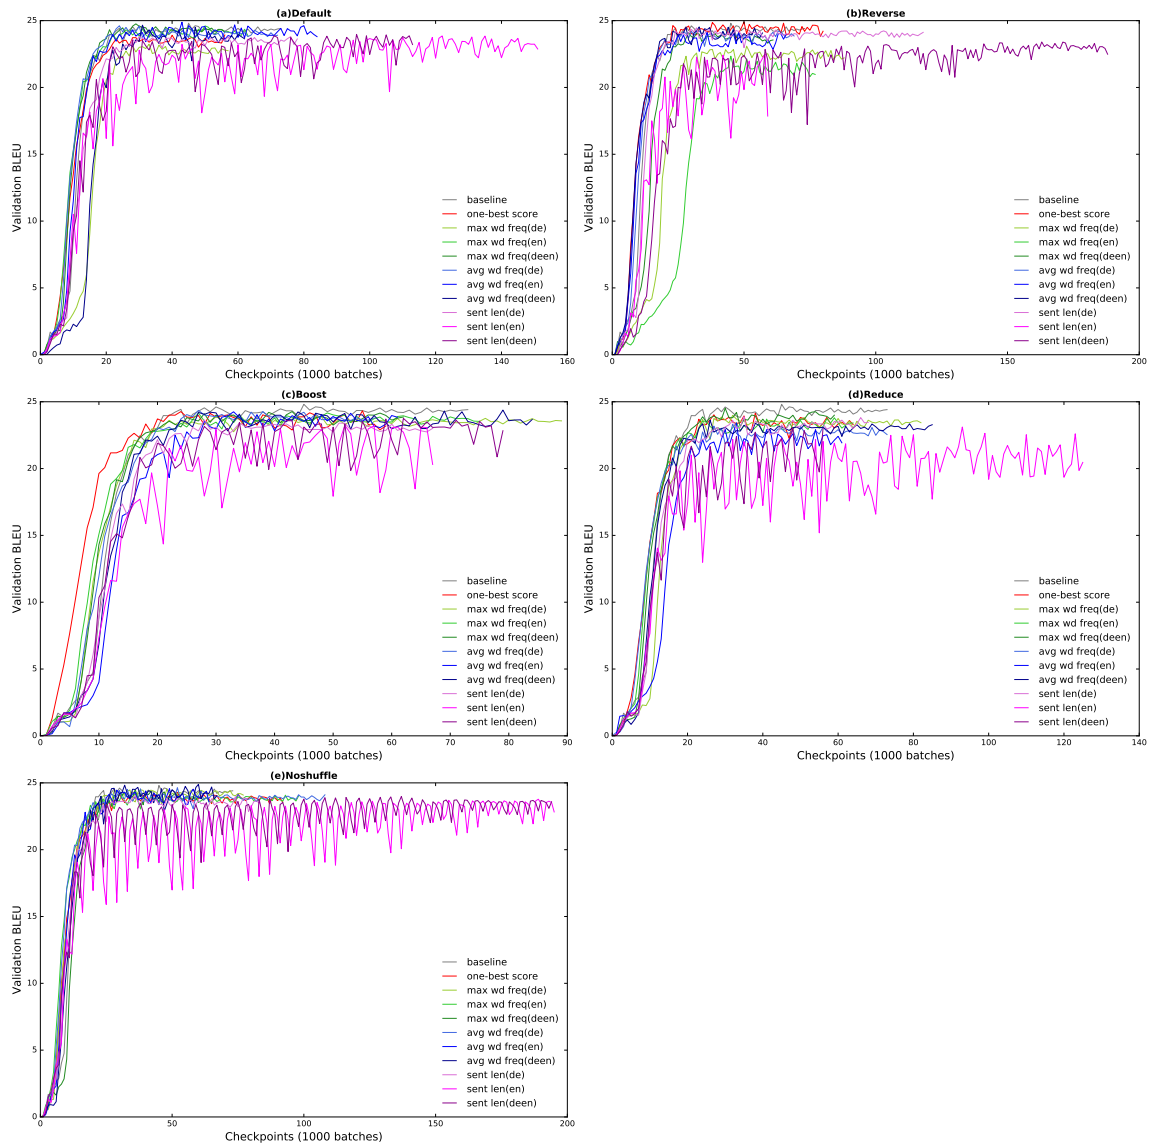 (a)Default
Validation BLEU
25
20
15
10
5
0
0 20 40 60 80 100 120 140 160
Checkpoints (1000 batches)
baseline
one-best score
max wd freq(de)
max wd freq(en)
max wd freq(deen)
avg wd freq(de)
avg wd freq(en)
avg wd freq(deen)
sent len(de)
sent len(en)
sent len(deen)
(b)Reverse
Validation BLEU
25
20
15
10
5
0
0 50 100 150 200
Checkpoints (1000 batches)
baseline
one-best score
max wd freq(de)
max wd freq(en)
max wd freq(deen)
avg wd freq(de)
avg wd freq(en)
avg wd freq(deen)
sent len(de)
sent len(en)
sent len(deen)
(c)Boost
Validation BLEU
25
20
15
10
5
0
0 10 20 30 40 50 60 70 80 90
Checkpoints (1000 batches)
baseline
one-best score
max wd freq(de)
max wd freq(en)
max wd freq(deen)
avg wd freq(de)
avg wd freq(en)
avg wd freq(deen)
sent len(de)
sent len(en)
sent len(deen)
(d)Reduce
Validation BLEU
25
20
15
10
5
0
0 20 40 60 80 100 120 140
Checkpoints (1000 batches)
baseline
one-best score
max wd freq(de)
max wd freq(en)
max wd freq(deen)
avg wd freq(de)
avg wd freq(en)
avg wd freq(deen)
sent len(de)
sent len(en)
sent len(deen)
(e)Noshuffle
Validation BLEU
25
20
15
10
5
0
0 50 100 150 200
Checkpoints (1000 batches)
baseline
one-best score
max wd freq(de)
max wd freq(en)
max wd freq(deen)
avg wd freq(de)
avg wd freq(en)
avg wd freq(deen)
sent len(de)
sent len(en)
sent len(deen)